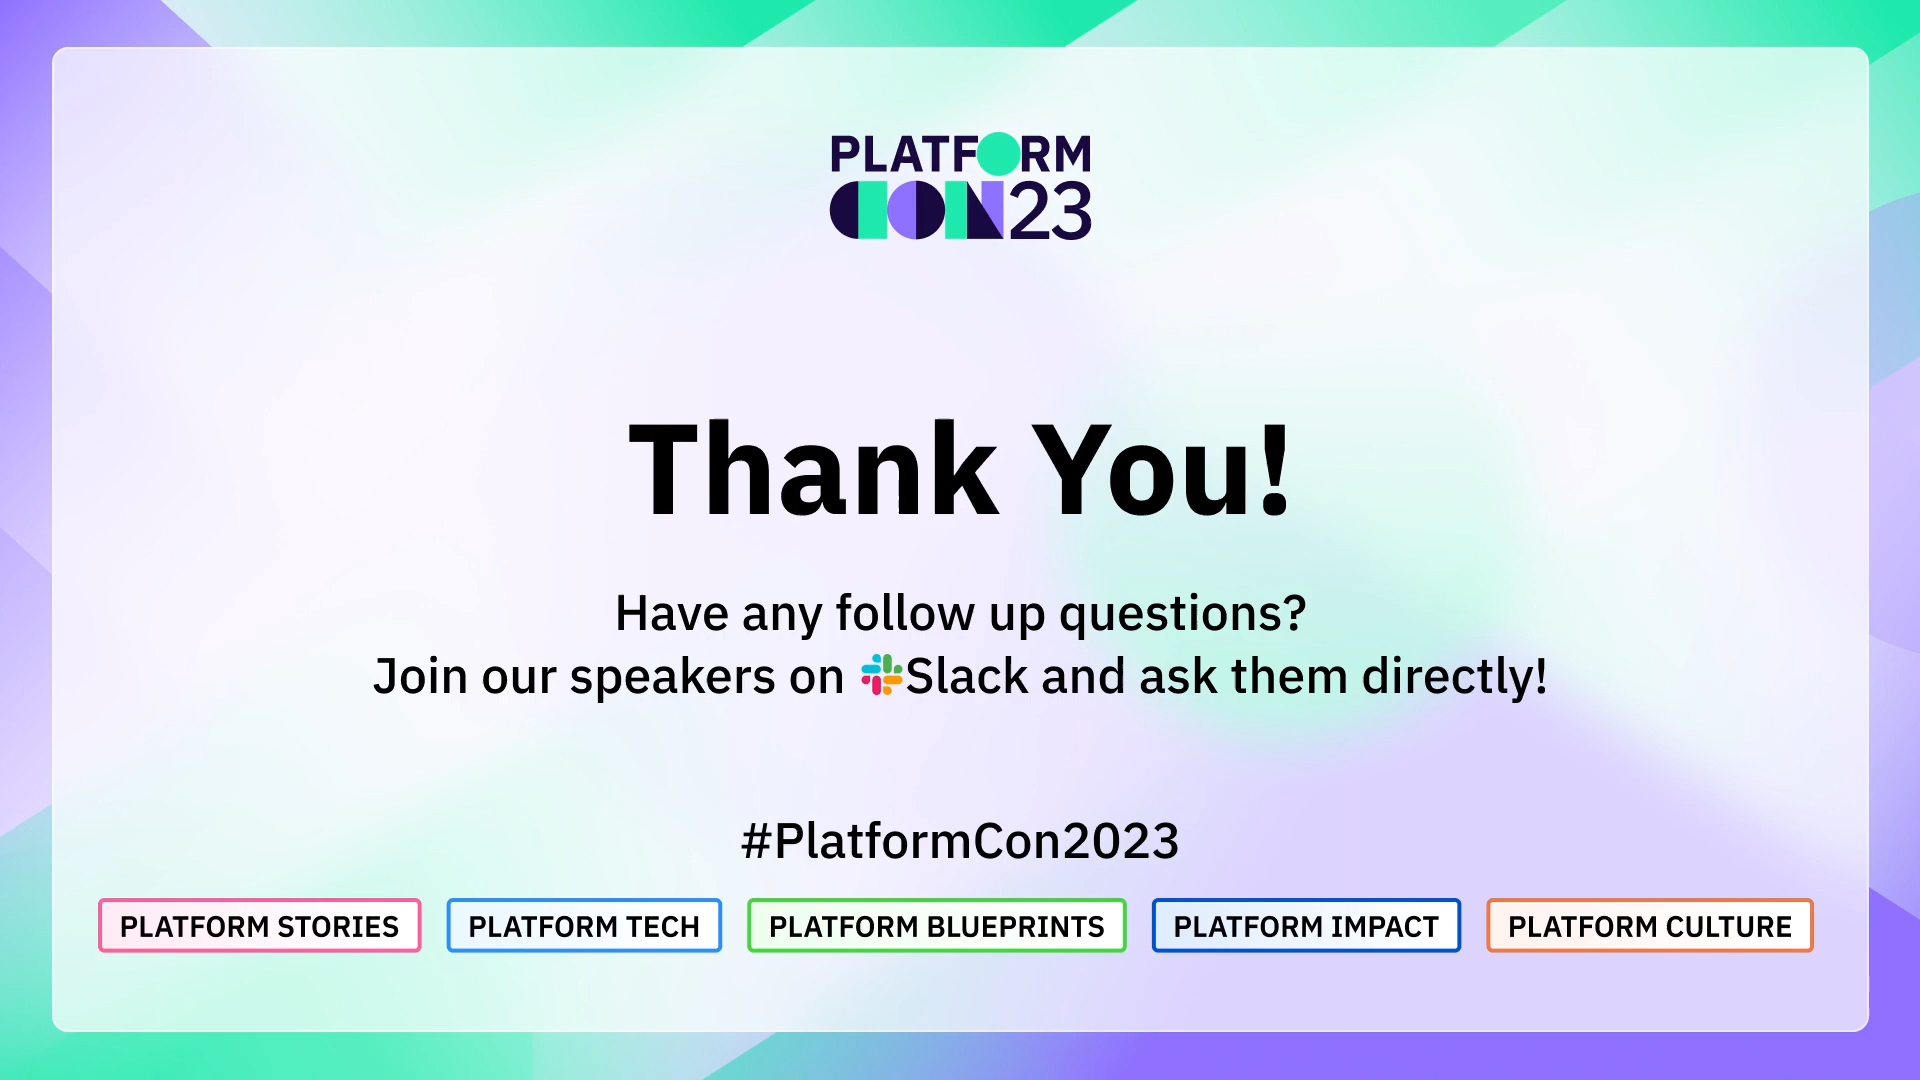 PLATFORM
CON23
Thank You!
Have any follow up questions?
Join our speakers on Slack and ask them directly!
#PlatformCon2023
PLATFORM STORIES
PLATFORM TECH
PLATFORM BLUEPRINTS
PLATFORM IMPACT
PLATFORM CULTURE